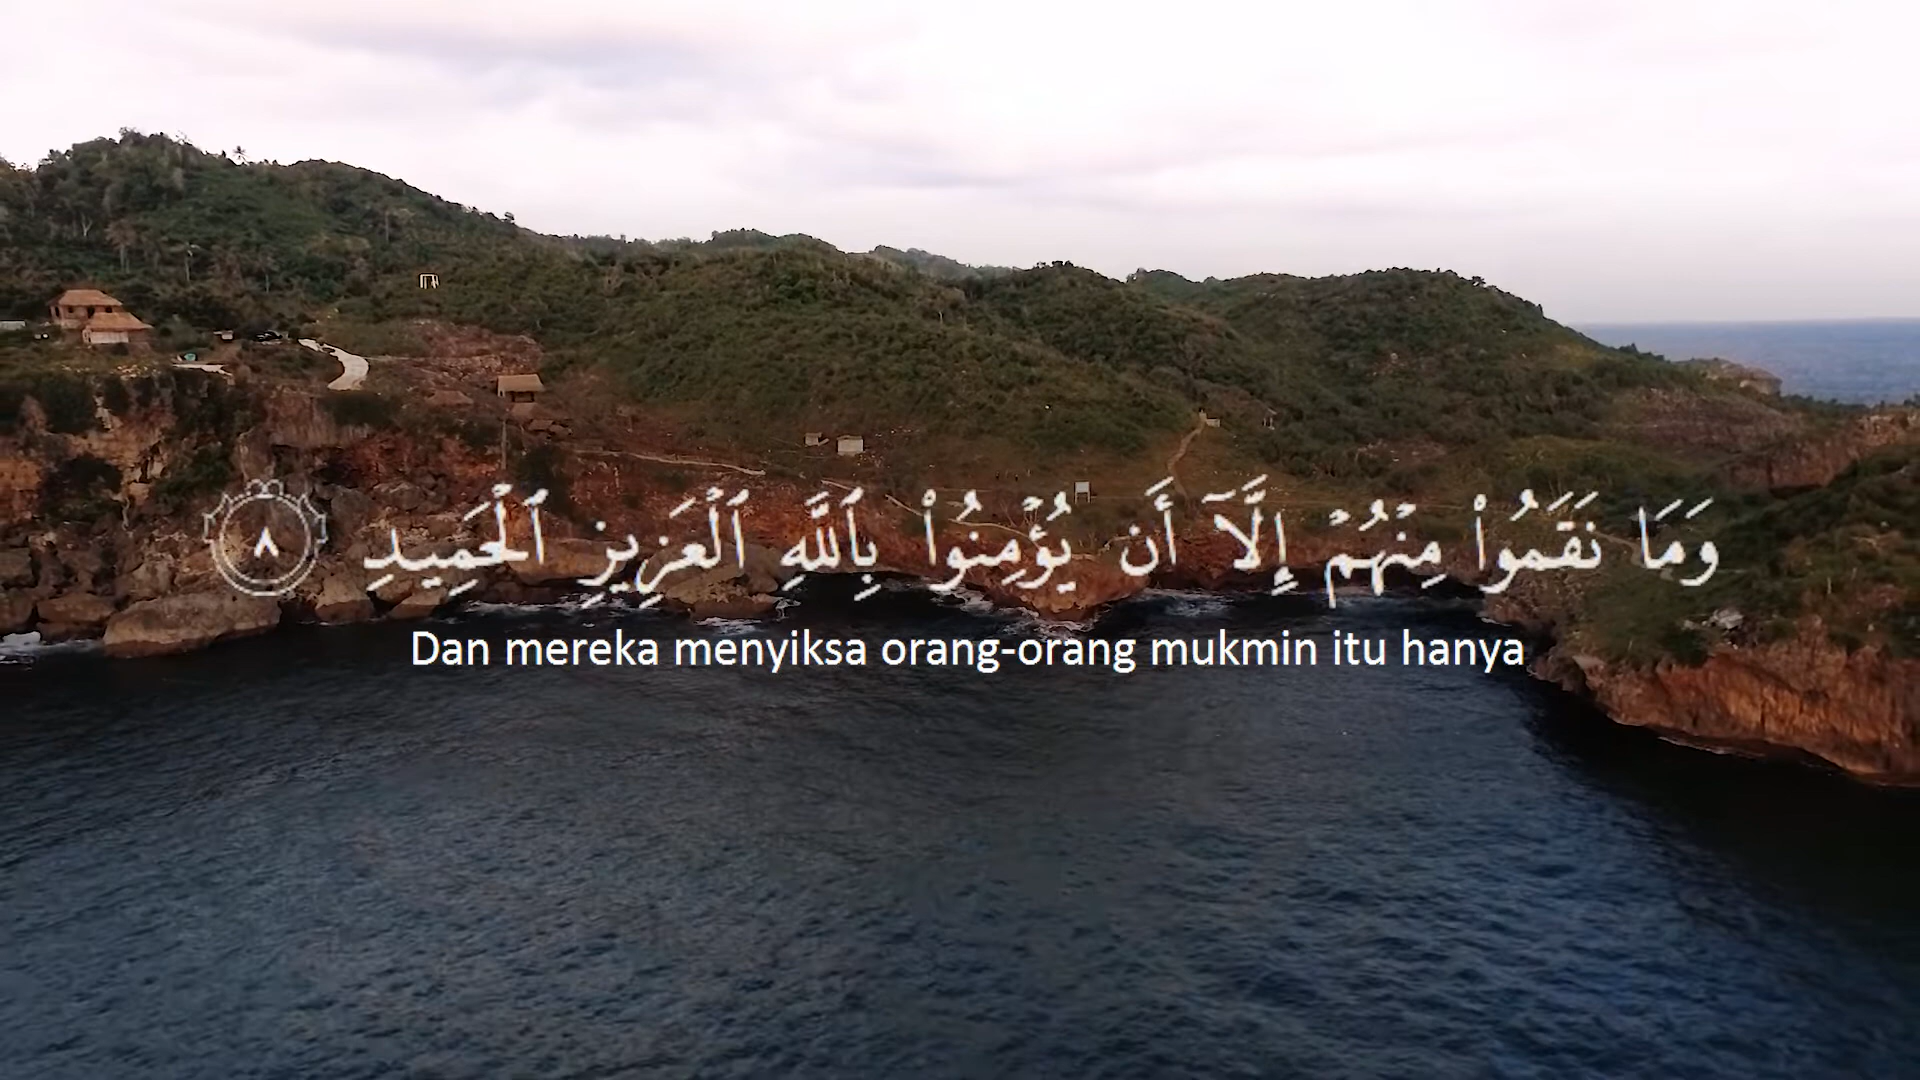 وَمَا نَقَمُوا۟ مِنْهُمْ إِلَّآ أَن يُؤْمِنُوا۟ بِٱللَّهِ ٱلْعَزِيزِ ٱلْحَمِيدِ ٨
Dan mereka menyiksa orang-orang mukmin itu hanya